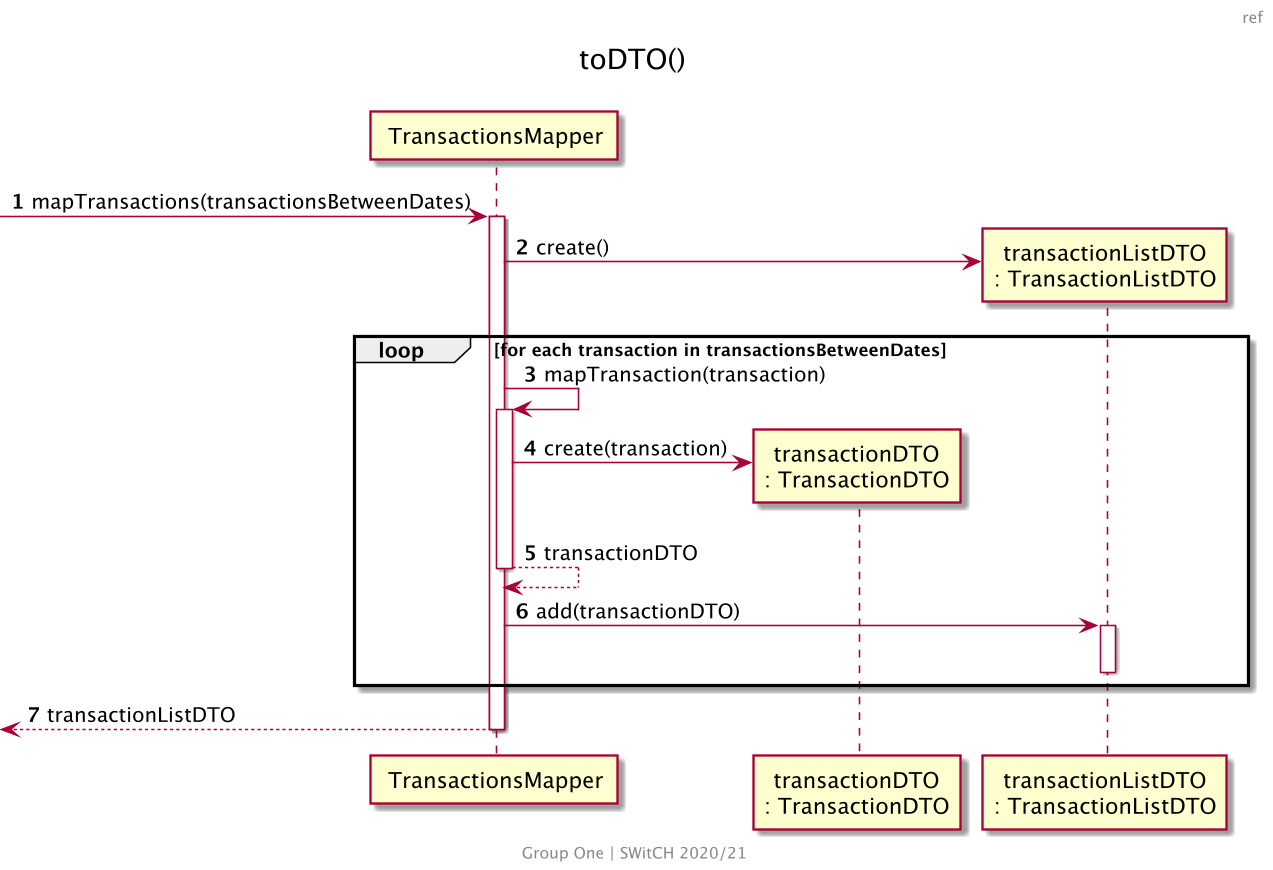 ref
toDTO()
TransactionsMapper
1 mapTransactions(transactionsBetweenDates)
2 create()
transactionListDTO
: TransactionListDTO
loop [for each transaction in transactionsBetweenDates]
3 mapTransaction(transaction)
4 create(transaction)
transactionDTO
: TransactionDTO
5 transactionDTO
6 add(transactionDTO)
7 transactionListDTO
TransactionsMapper
transactionDTO
: TransactionDTO
transactionListDTO
: TransactionListDTO
Group One | SWitCH 2020/21